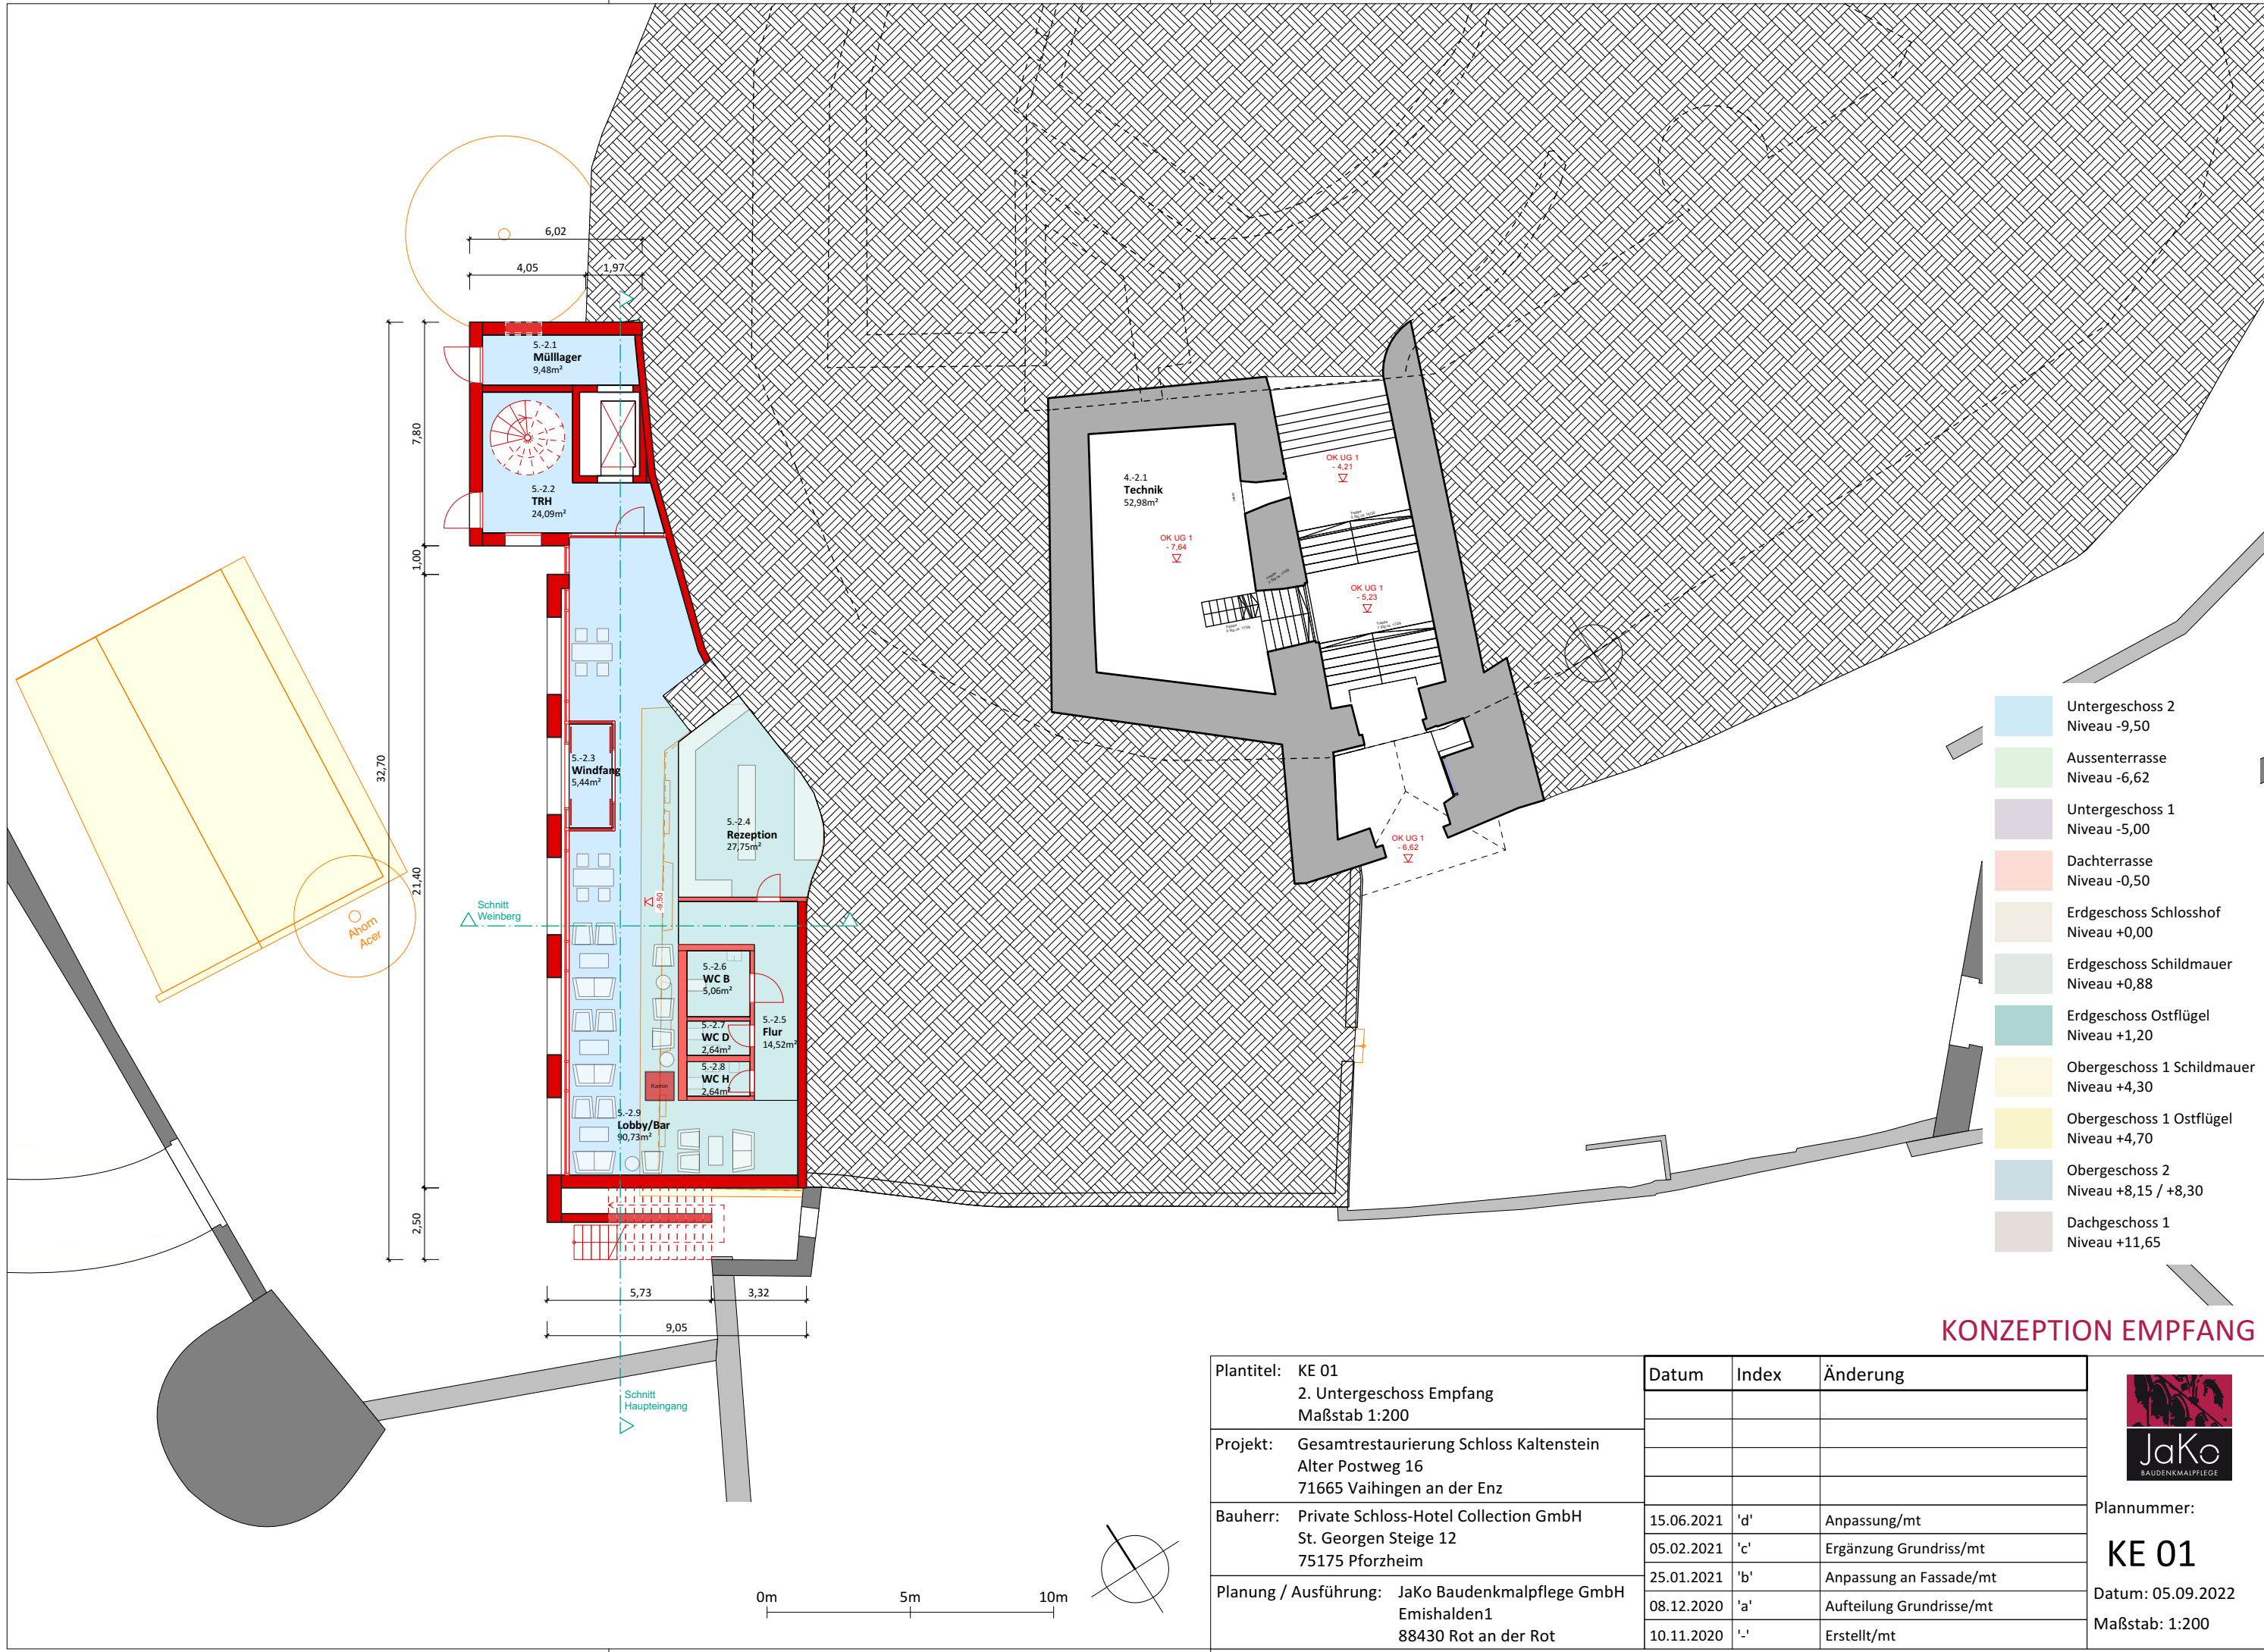 6,02
4,05
1,97
5.-2.1
Mülllager
9,48m²
7,80
5.-2.2
TRH
24,09m²
1,00
4.-2.1
Technik
52,98m²
OK UG 1
- 7,64
OK UG 1
- 4,21
OK UG 1
- 5,23
OK UG 1
- 6,62
32,70
21,40
5.-2.3
Windfang
5,44m²
5.-2.4
Rezeption
27,75m²
-9,50
Schnitt
Weinberg
Ahorn
Acer
5.-2.6
WC B
5,06m²
5.-2.5
Flur
14,52m²
5.-2.7
WC D
2,64m²
5.-2.8
WC H
2,64m²
Kamin
5.-2.9
Lobby/Bar
90,73m²
2,50
5,73
3,32
9,05
Schnitt
Haupteingang
Untergeschoss 2
Niveau -9,50
Aussenterrasse
Niveau -6,62
Untergeschoss 1
Niveau -5,00
Dachterrasse
Niveau -0,50
Erdgeschoss Schlosshof
Niveau +0,00
Erdgeschoss Schildmauer
Niveau +0,88
Erdgeschoss Ostflügel
Niveau +1,20
Obergeschoss 1 Schildmauer
Niveau +4,30
Obergeschoss 1 Ostflügel
Niveau +4,70
Obergeschoss 2
Niveau +8,15 / +8,30
Dachgeschoss 1
Niveau +11,65
KONZEPTION EMPFANG
0m 5m 10m
Plantitel: KE 01
2. Untergeschoss Empfang
Maßstab 1:200
Projekt: Gesamtrestaurierung Schloss Kaltenstein
Alter Postweg 16
71665 Vaihingen an der Enz
Bauherr: Private Schloss-Hotel Collection GmbH
St. Georgen Steige 12
75175 Pforzheim
Planung / Ausführung: JaKo Baudenkmalpflege GmbH
Emishalden1
88430 Rot an der Rot
Datum Index Änderung
15.06.2021 'd' Anpassung/mt
05.02.2021 'c' Ergänzung Grundriss/mt
25.01.2021 'b' Anpassung an Fassade/mt
08.12.2020 'a' Aufteilung Grundrisse/mt
10.11.2020 '-' Erstellt/mt
JaKo
BAUDENKMALPFLEGE
Plannummer:
KE 01
Datum: 05.09.2022
Maßstab: 1:200